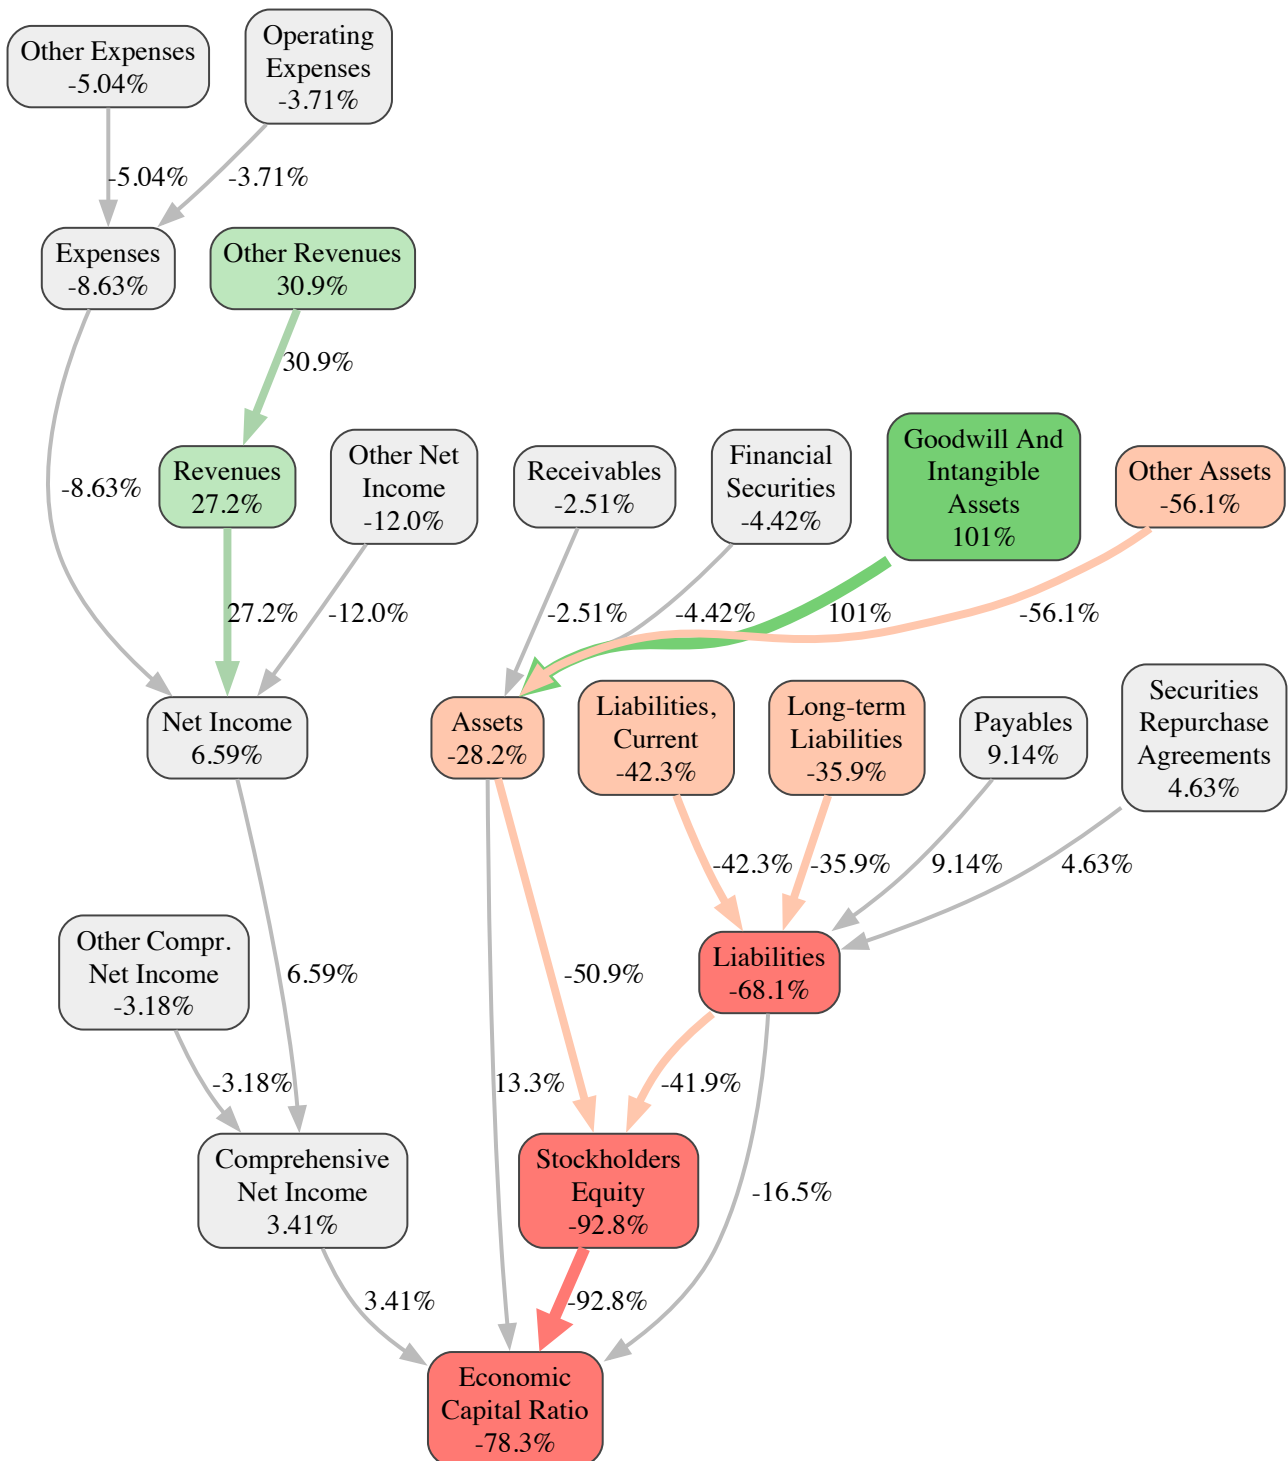 Other Expenses
-5.04%
Operating
Expenses
-3.71%
-5.04%
-3.71%
Expenses
-8.63%
Other Revenues
30.9%
30.9%
-8.63%
Revenues
27.2%
Other Net
Income
-12.0%
Receivables
-2.51%
Financial
Securities
-4.42%
Goodwill And
Intangible
Assets
101%
Other Assets
-56.1%
27.2%
-12.0%
-2.51%
-4.42%
101%
-56.1%
Net Income
6.59%
Assets
-28.2%
Liabilities,
Current
-42.3%
Long-term
Liabilities
-35.9%
Payables
9.14%
Securities
Repurchase
Agreements
4.63%
-42.3%
-35.9%
9.14%
4.63%
Other Compr.
Net Income
-3.18%
6.59%
-50.9%
Liabilities
-68.1%
-3.18%
13.3%
-41.9%
Comprehensive
Net Income
3.41%
Stockholders
Equity
-92.8%
-16.5%
3.41%
-92.8%
Economic
Capital Ratio
-78.3%